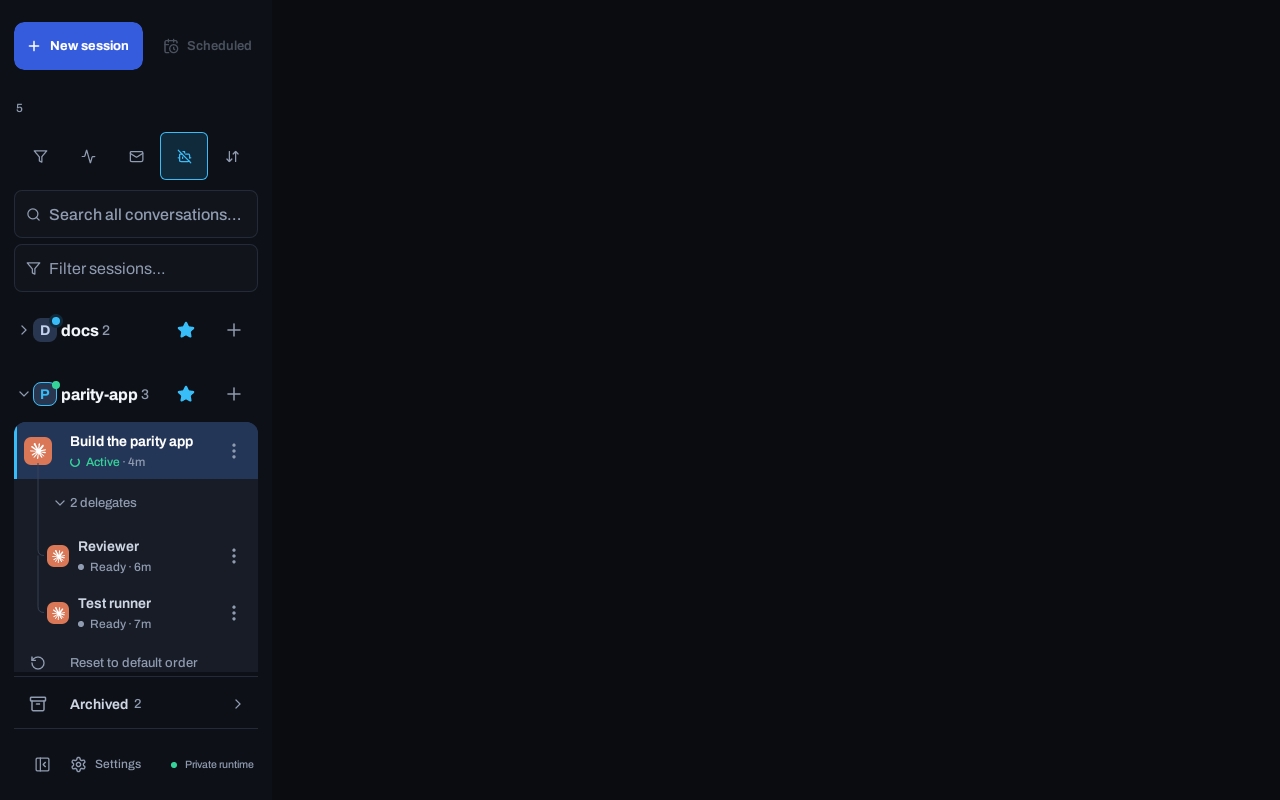 New session
Scheduled
5
Search all conversations...
Filter sessions...
D docs 2
P parity-app 3
Build the parity app
Active · 4m
2 delegates
Reviewer
Ready · 6m
Test runner
Ready · 7m
Reset to default order
Archived 2
Settings
Private runtime